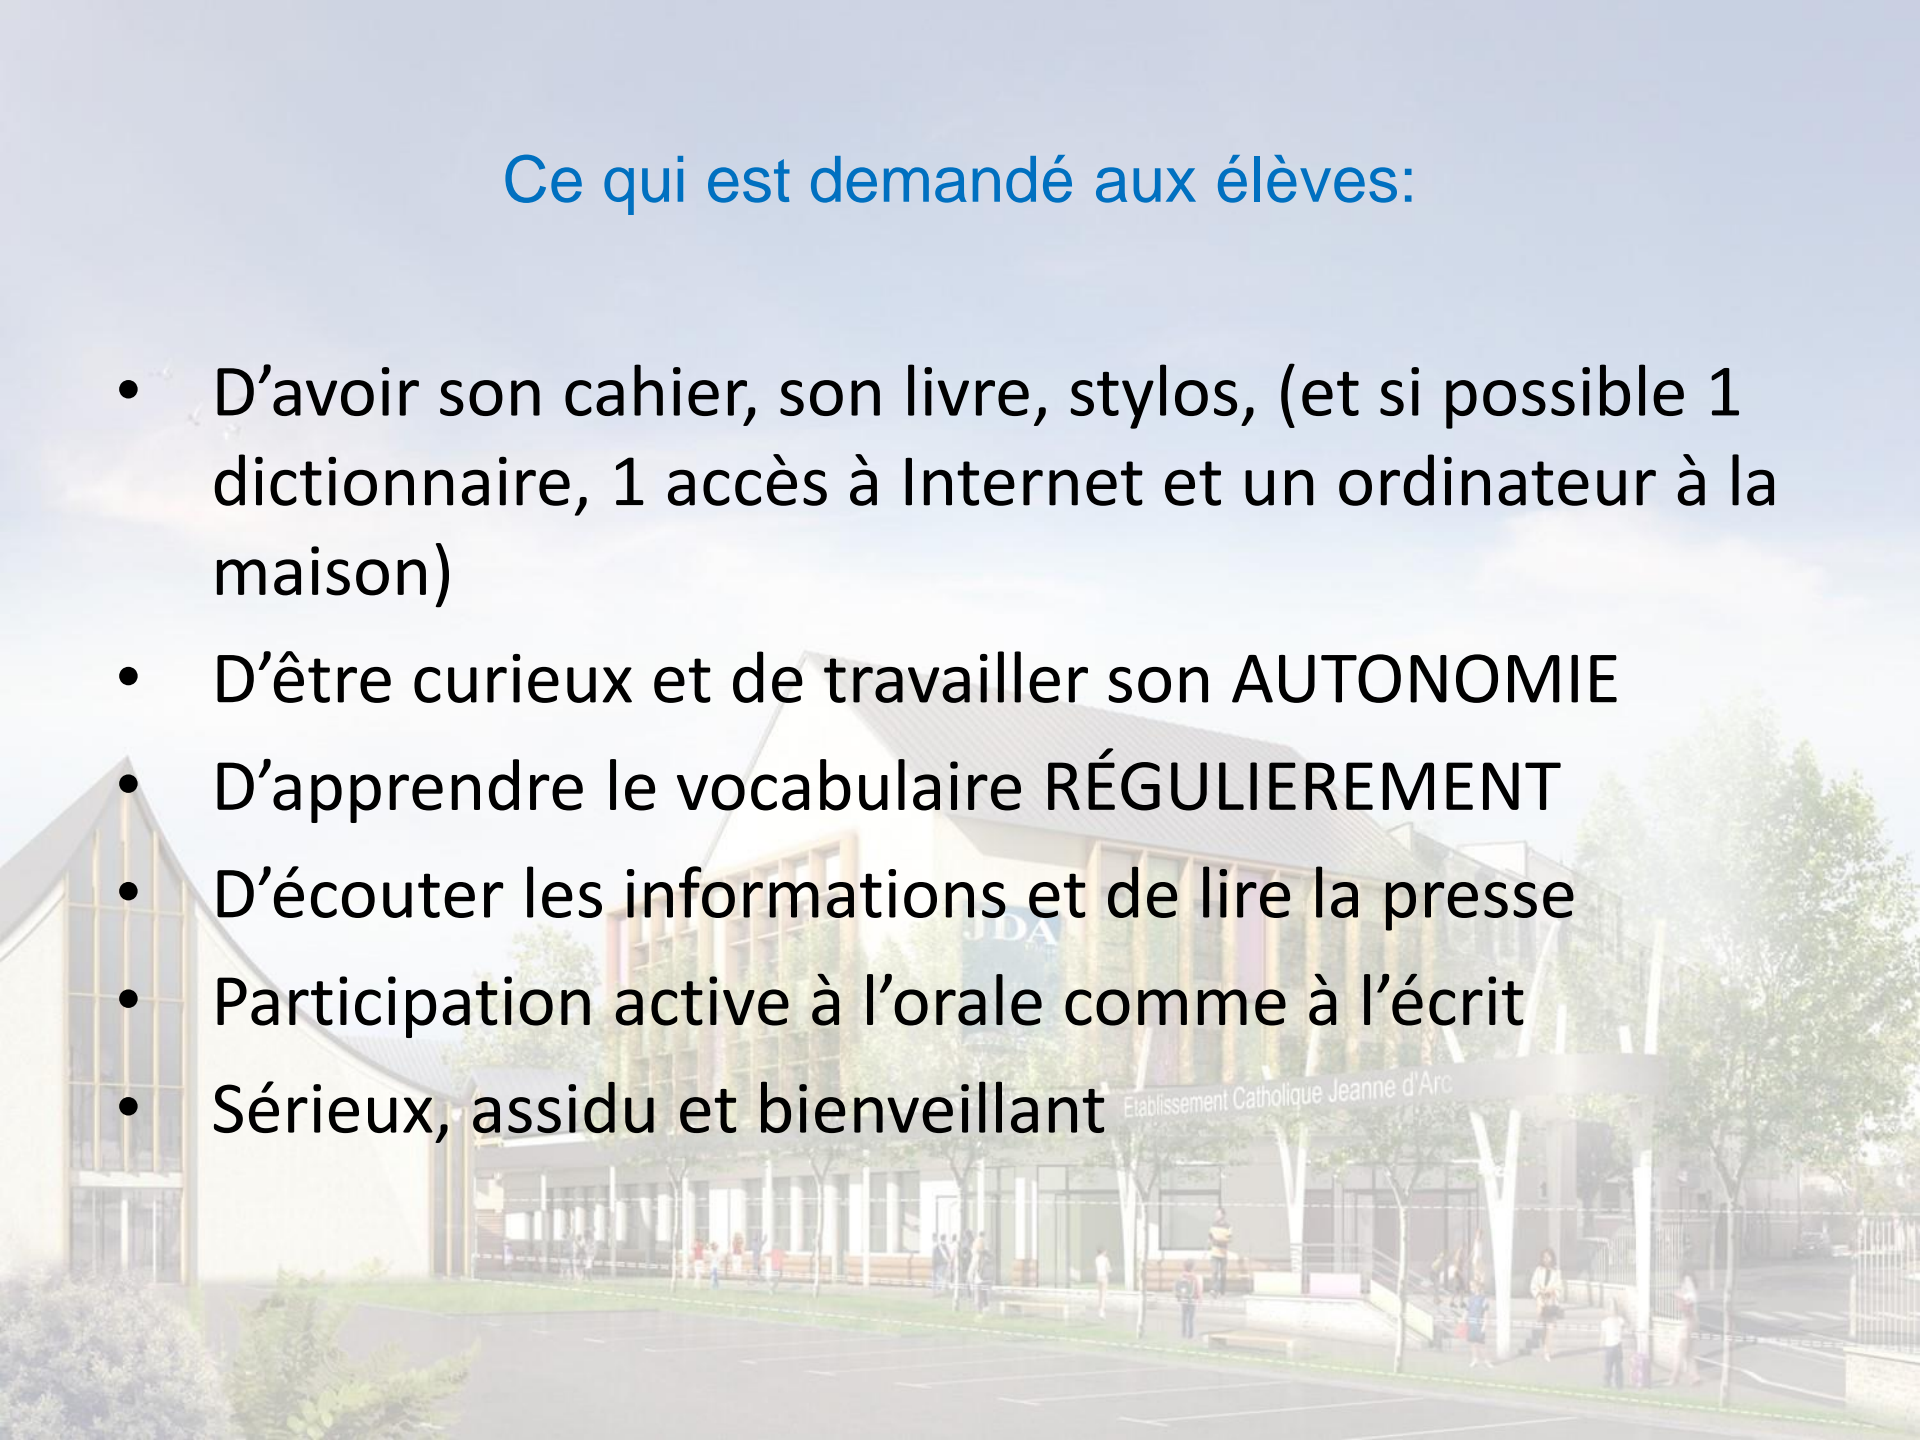 Ce qui est demandé aux élèves:
• D’avoir son cahier, son livre, stylos, (et si possible 1
dictionnaire, 1 accès à Internet et un ordinateur à la
maison)
• D’être curieux et de travailler son AUTONOMIE
• D’apprendre le vocabulaire RÉGULIEREMENT
• D’écouter les informations et de lire la presse
JDA
• Participation active à l’orale comme à l’écrit
• Sérieux, assidu et bienveillant
Etablissement Catholique Jeanne d'Arc